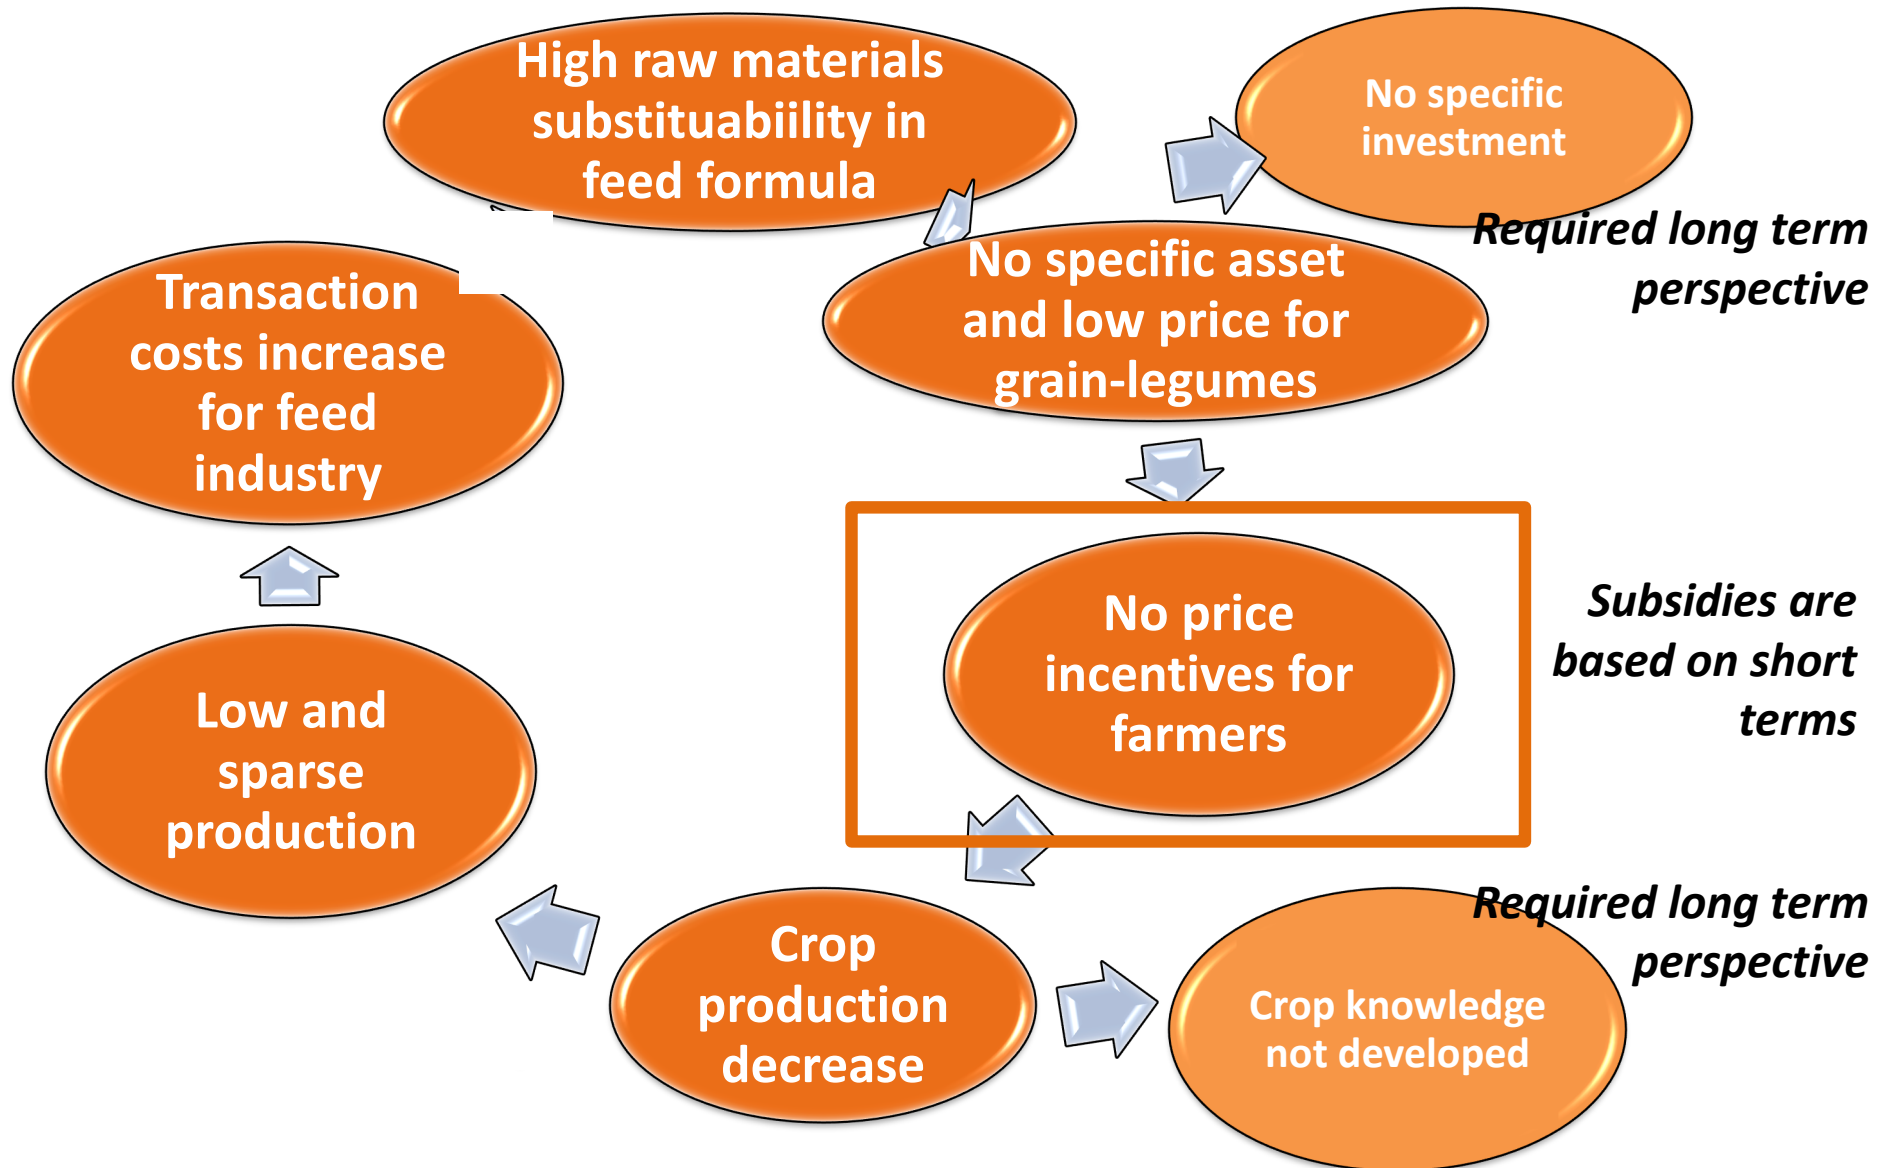 High raw materials
substituabiility in
feed formula
No specific
investment
Required long term
perspective
No specific asset
and low price for
grain-legumes
Transaction
costs increase
for feed
industry
No price
incentives for
farmers
Subsidies are
based on short
terms
Low and
sparse
production
Crop
production
decrease
Required long term
perspective
Crop knowledge
not developed